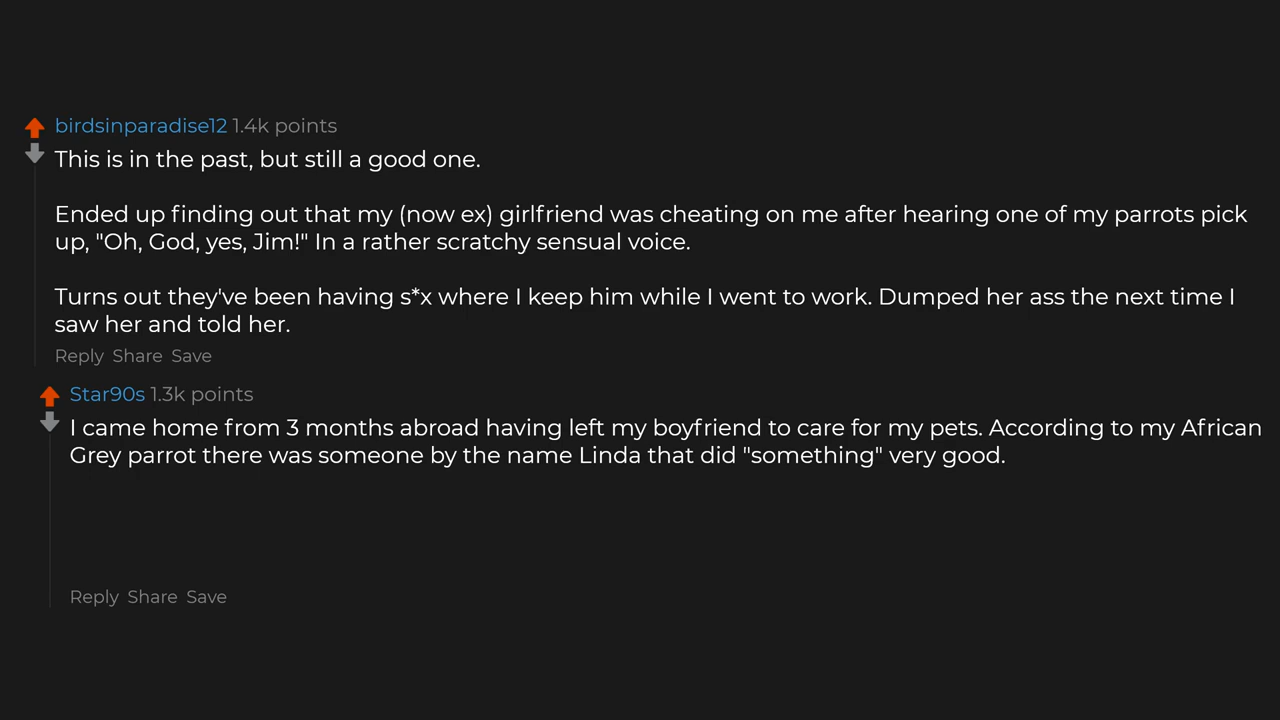 birdsinparadise12 1.4k points
This is in the past, but still a good one.
Ended up finding out that my (now ex) girlfriend was cheating on me after hearing one of my parrots pick
up, "Oh, God, yes, Jim!" In a rather scratchy sensual voice.
Turns out they've been having s*x where I keep him while I went to work. Dumped her ass the next time I
saw her and told her.
Reply Share Save
Star90s 1.3k points
I came home from 3 months abroad having left my boyfriend to care for my pets. According to my African
Grey parrot there was someone by the name Linda that did "something" very good.
Reply Share Save